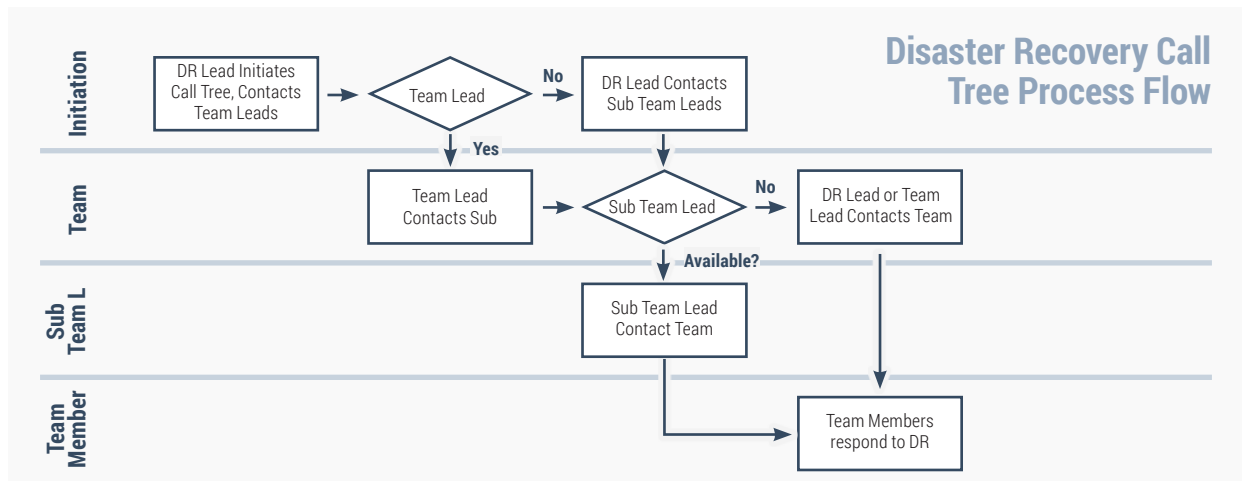 Disaster Recovery Call
Tree Process Flow
Initiation
DR Lead Initiates
Call Tree, Contacts
Team Leads
Team Lead
No
DR Lead Contacts
Sub Team Leads
Yes
Team
Team Lead
Contacts Sub
Sub Team Lead
No
DR Lead or Team
Lead Contacts Team
Available?
Sub
Team L
Sub Team Lead
Contact Team
Team
Member
Team Members
respond to DR